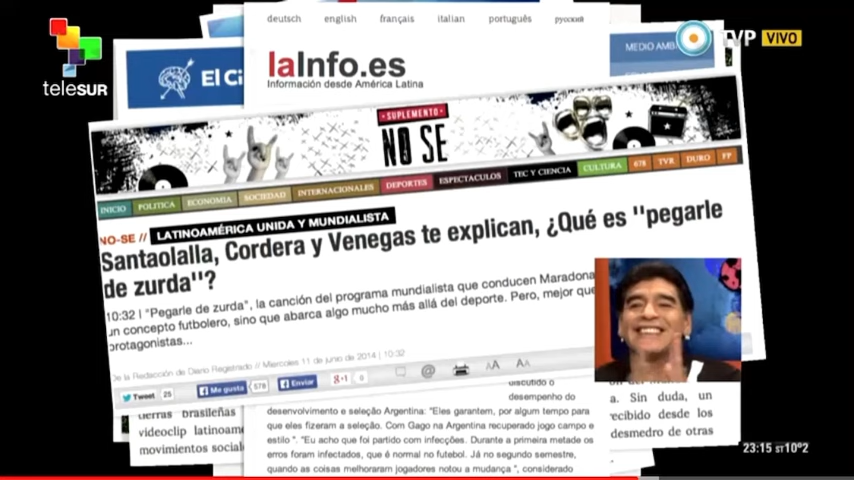 deutsch english français italian português русский
teleSUR
El Ci
laInfo.es
Información desde América Latina
MEDIO AMB
TVP VIVO
SUPLEMENTO
NO SE
INICIO POLITICA ECONOMIA SOCIEDAD INTERNACIONALES DEPORTES ESPECTACULOS TEC Y CIENCIA CULTURA 678 TVR DURO FP
NO-SE // LATINOAMÉRICA UNIDA Y MUNDIALISTA
Santaolalla, Cordera y Venegas te explican, ¿Qué es "pegarle
de zurda"?
10:32 | "Pegarle de zurda", la canción del programa mundialista que conducen Maradona
un concepto futbolero, sino que abarca algo mucho más allá del deporte. Pero, mejor que
protagonistas...
De la Redacción de Diario Registrado // Miercoles 11 de junio de 2014 | 10:32
Tweet 25 Me gusta 578 Enviar g+1 AA AA
discutido o
desempenho do
tierras brasileñas
videoclip latinoame
movimientos social
desenvolvimento e seleção Argentina: "Eles garantem, por algum tempo para
que eles fizeram a seleção. Com Gago na Argentina recuperado jogo campo e
estilo ". "Eu acho que foi partido com infecções. Durante a primeira metade os
erros foram infectados, que é normal no futebol. Já no segundo semestre,
quando as coisas melhoraram jogadores notou a mudança ", considerado
a. Sin duda, un
ecibido desde los
desmedro de otras
23:15 ST10º2